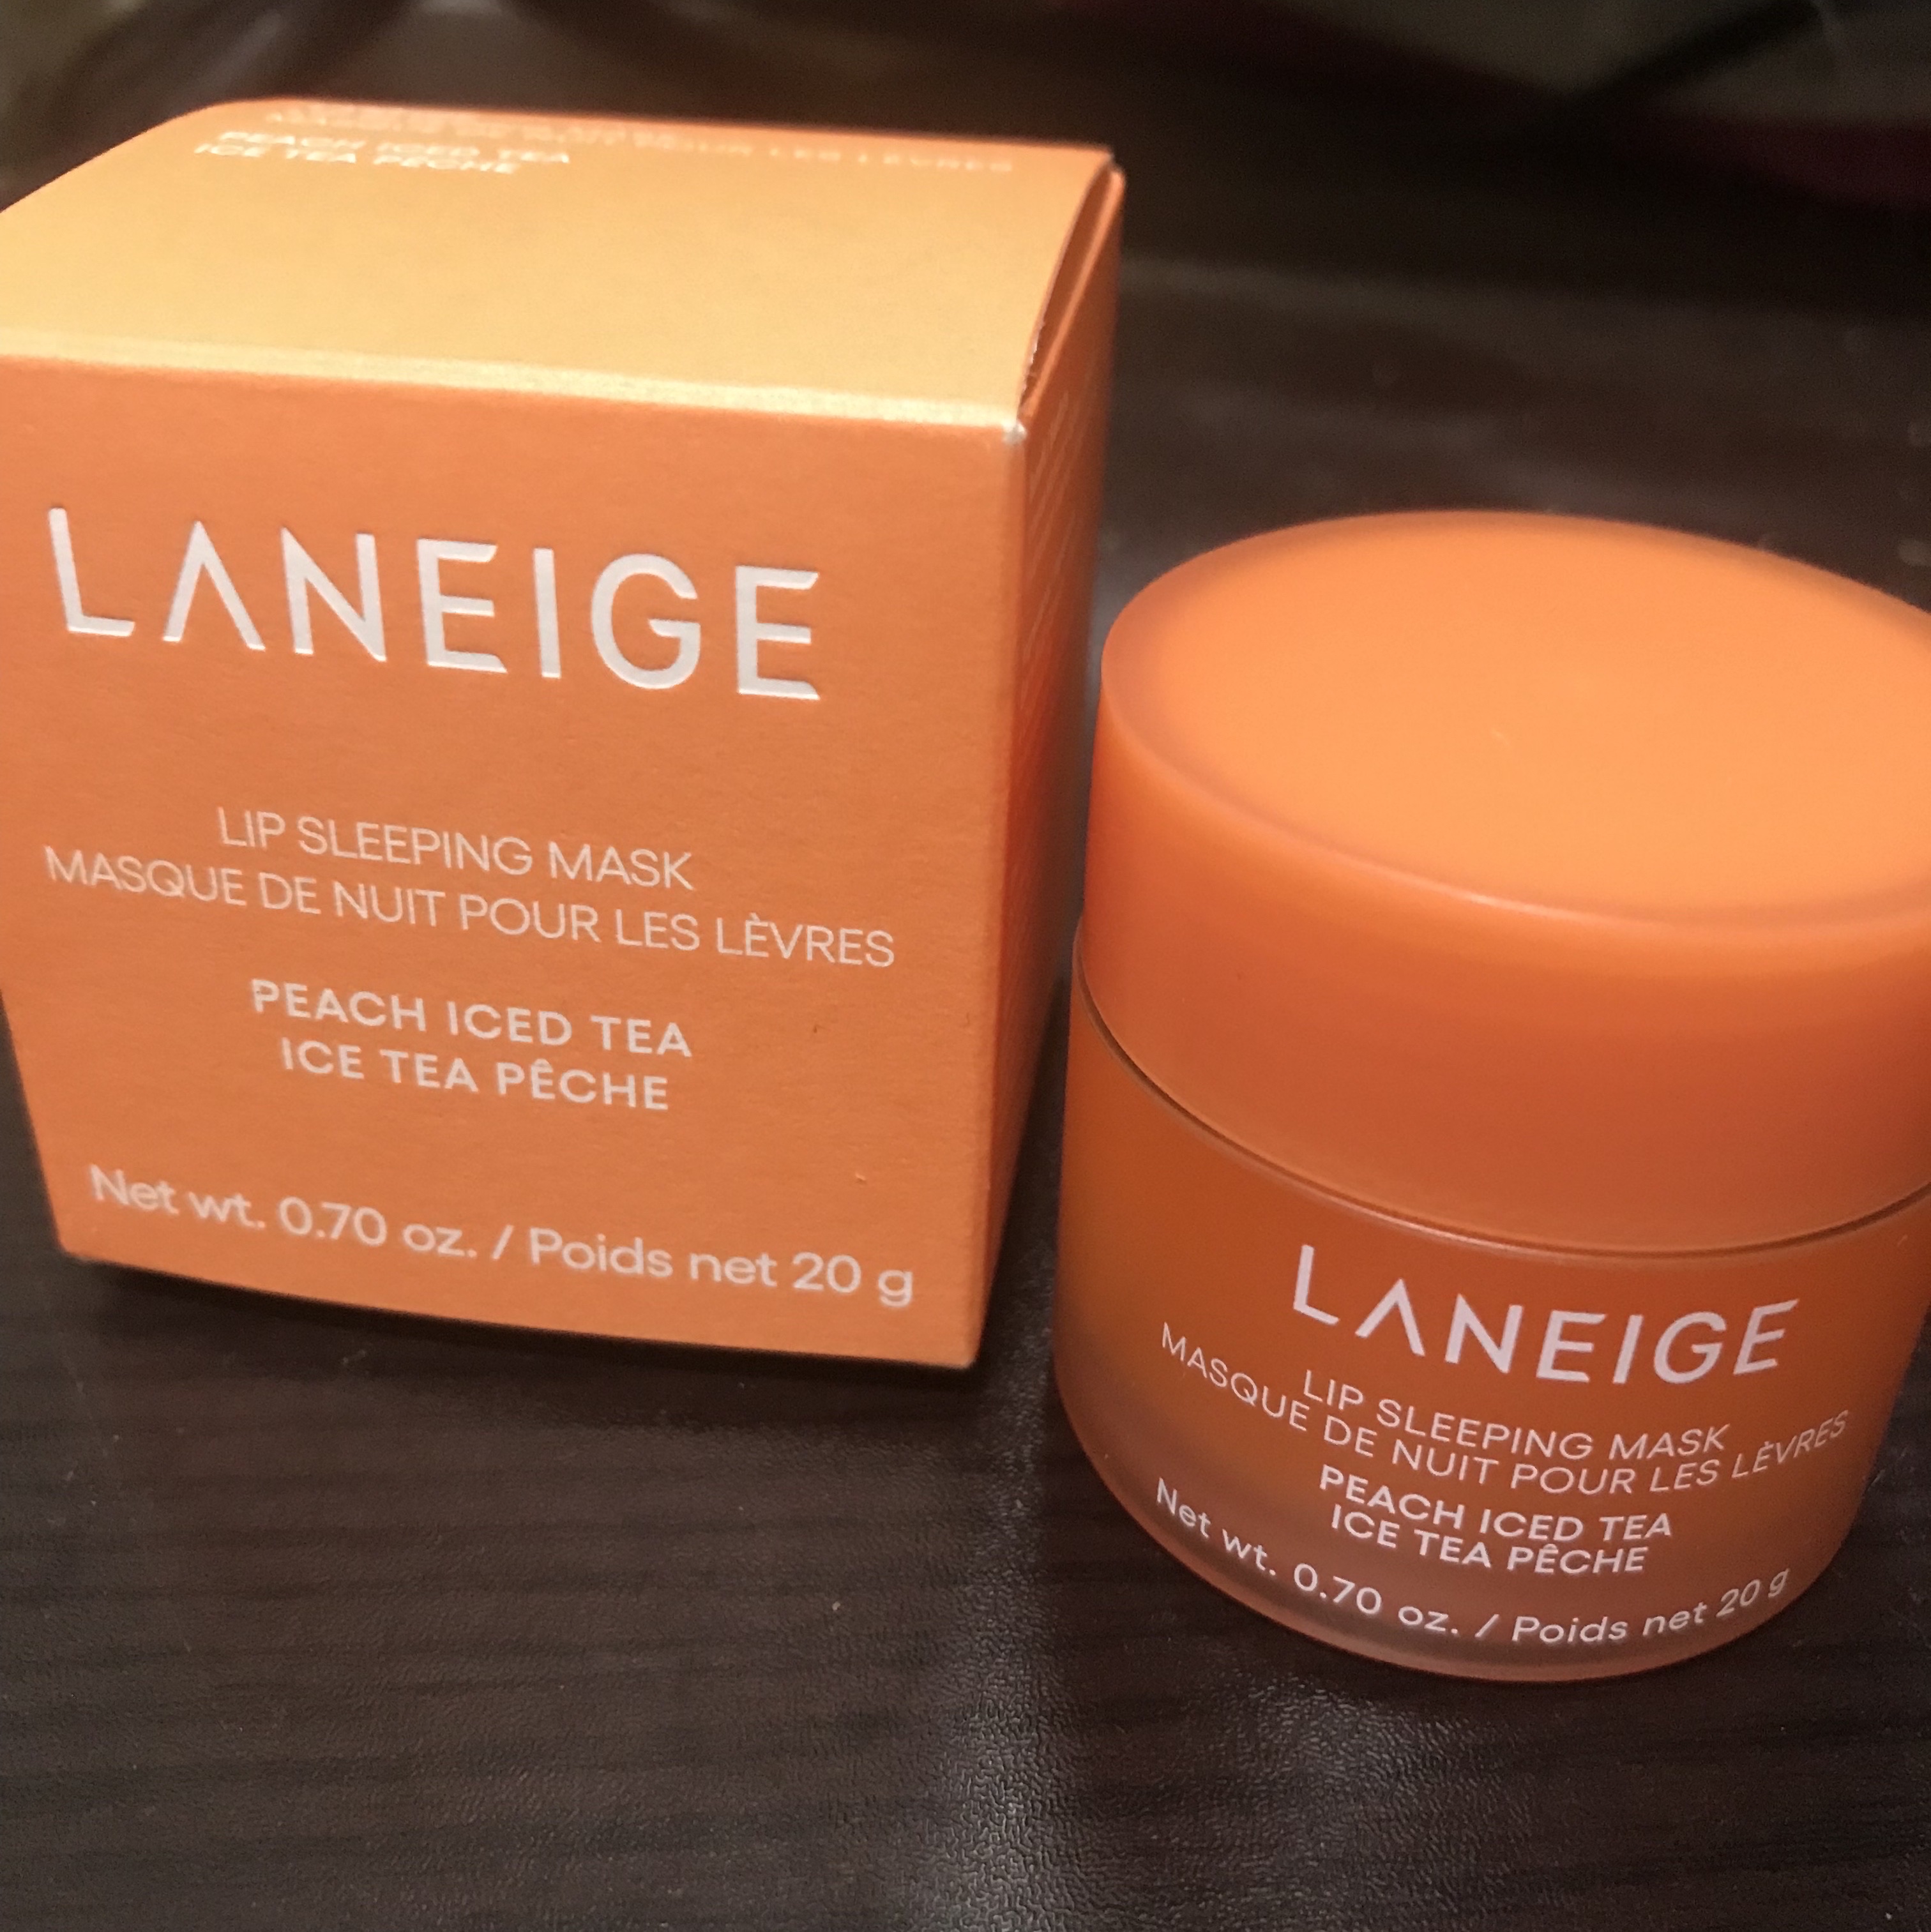 PEACH ICED TEA
ICE TEA PÊCHE
LANEIGE
LIP SLEEPING MASK
MASQUE DE NUIT POUR LES LÈVRES
PEACH ICED TEA
ICE TEA PÊCHE
Net wt. 0.70 oz. / Poids net 20 g
LANEIGE
LIP SLEEPING MASK
MASQUE DE NUIT POUR LES LÈVRES
PEACH ICED TEA
ICE TEA PÊCHE
Net wt. 0.70 oz. / Poids net 20 g